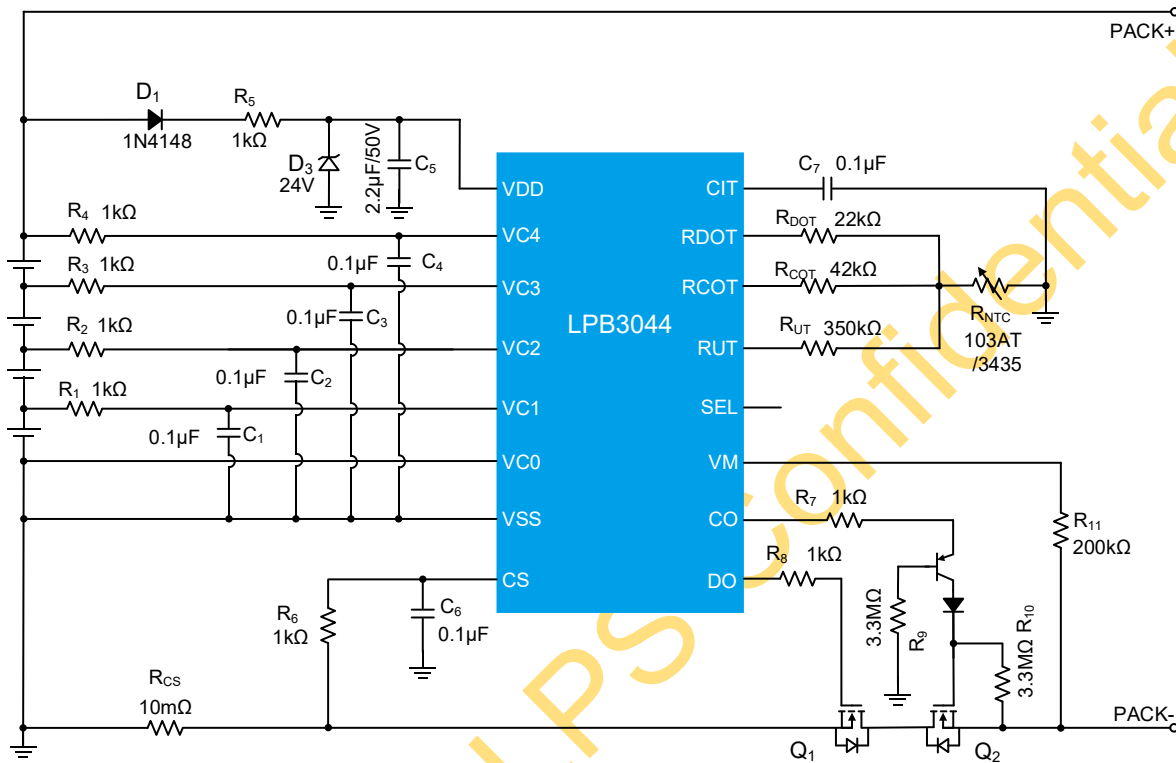 PACK+
D1
1N4148
R5
1kΩ
D3
24V
2.2μF/50V
C5
R4 1kΩ
0.1μF C4
R3 1kΩ
0.1μF C3
R2 1kΩ
0.1μF C2
R1 1kΩ
0.1μF C1
VDD
VC4
VC3
VC2
VC1
VC0
VSS
CS
LPB3044
CIT
RDOT
RCOT
RUT
SEL
VM
CO
DO
C7 0.1μF
RDOT 22kΩ
RCOT 42kΩ
RUT 350kΩ
RNTC
103AT
/3435
R7 1kΩ
R8 1kΩ
R11
200kΩ
3.3MΩ
R9
3.3MΩ R10
R6
1kΩ
C6
0.1μF
RCS
10mΩ
Q1
Q2
PACK-
LPS Confidential